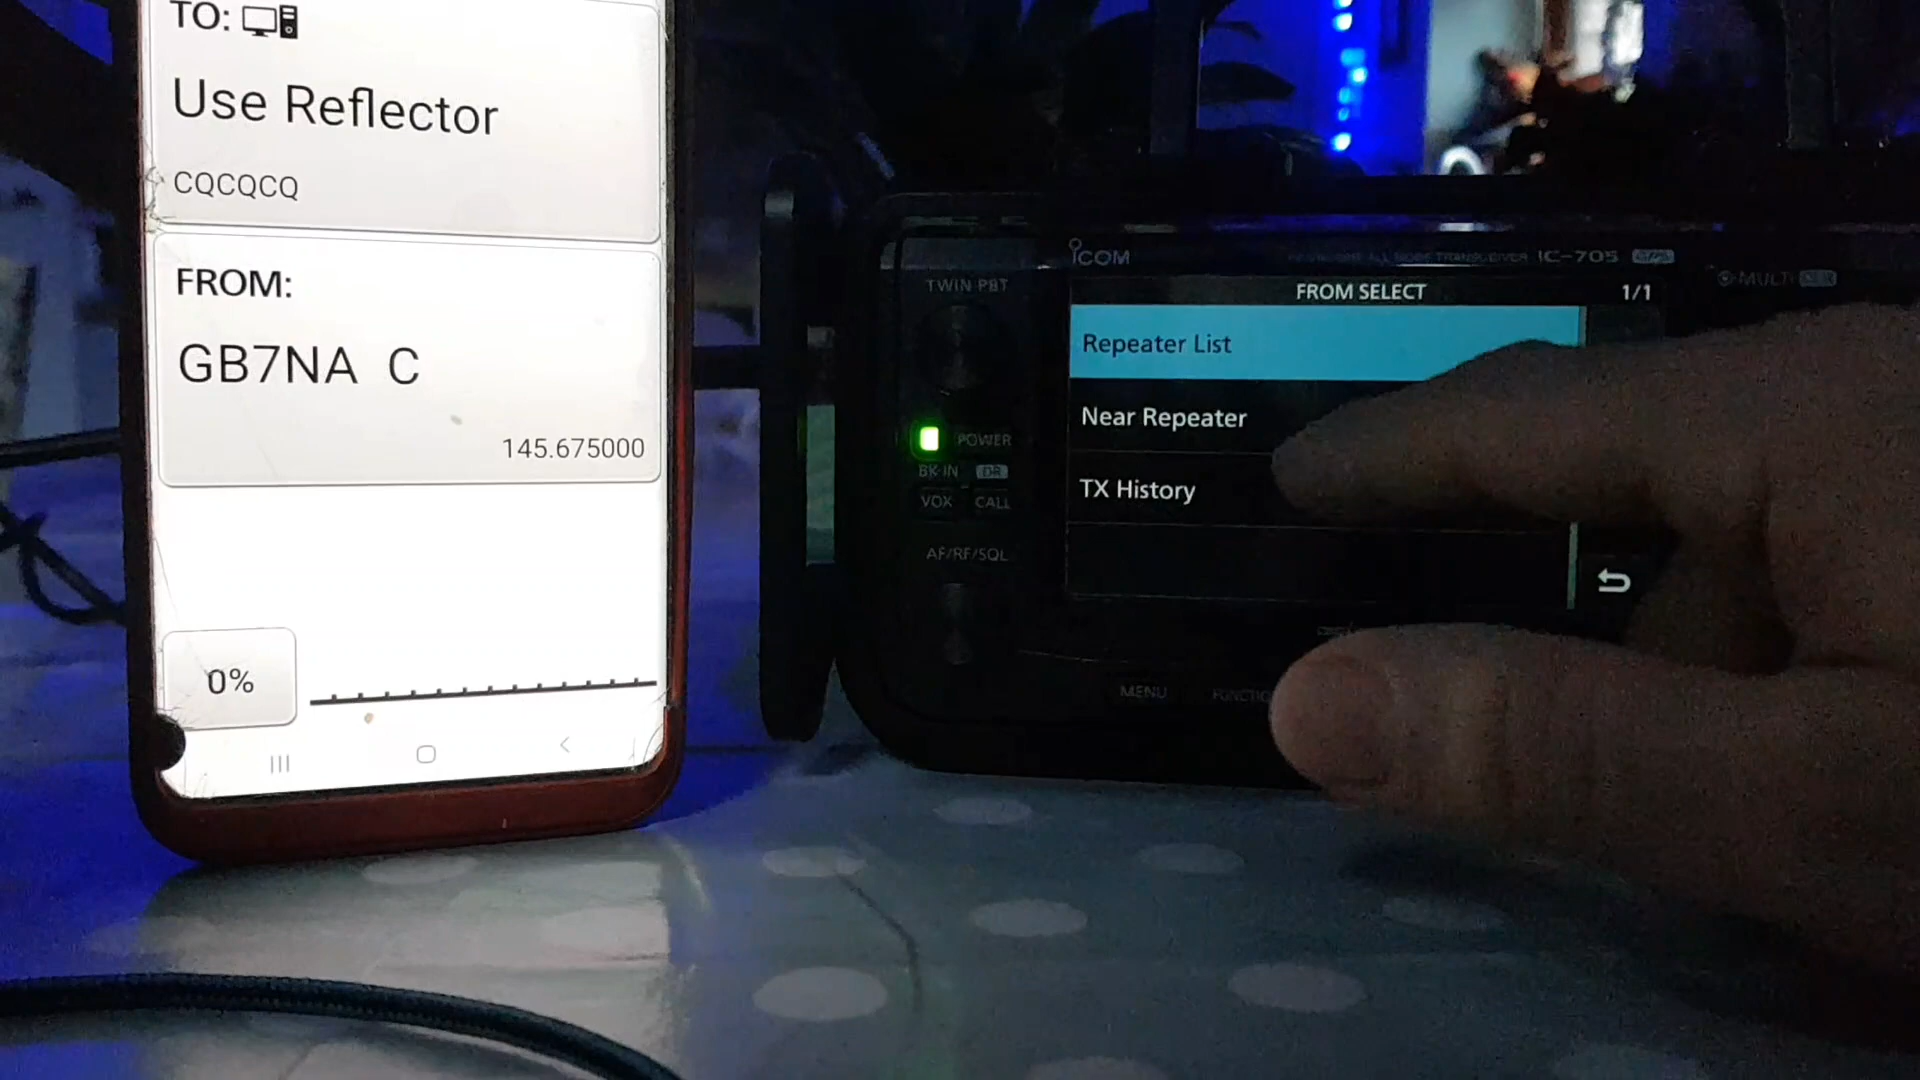 TO:
Use Reflector
CQCQCQ
FROM:
GB7NA C
145.675000
0%
ICOM
IC-705
TWIN PBT
FROM SELECT 1/1
MULTI
Repeater List
Near Repeater
POWER
BK-IN
VOX CALL
TX History
AF/RF/SQL
MENU